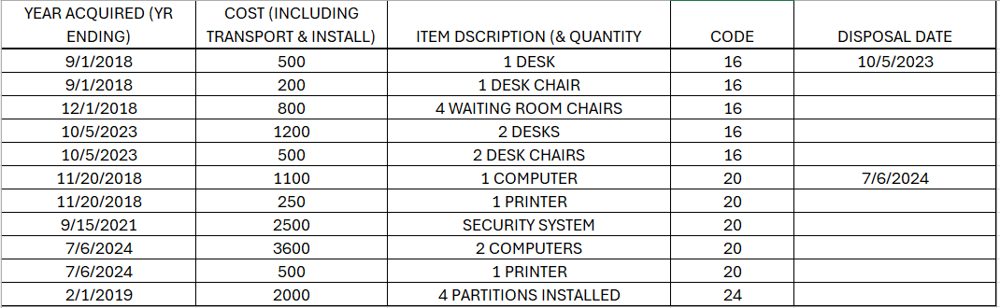 YEAR ACQUIRED (YR ENDING) COST (INCLUDING TRANSPORT & INSTALL) ITEM DSCRIPTION (& QUANTITY CODE DISPOSAL DATE
9/1/2018 500 1 DESK 16 10/5/2023
9/1/2018 200 1 DESK CHAIR 16
12/1/2018 800 4 WAITING ROOM CHAIRS 16
10/5/2023 1200 2 DESKS 16
10/5/2023 500 2 DESK CHAIRS 16
11/20/2018 1100 1 COMPUTER 20 7/6/2024
11/20/2018 250 1 PRINTER 20
9/15/2021 2500 SECURITY SYSTEM 20
7/6/2024 3600 2 COMPUTERS 20
7/6/2024 500 1 PRINTER 20
2/1/2019 2000 4 PARTITIONS INSTALLED 24